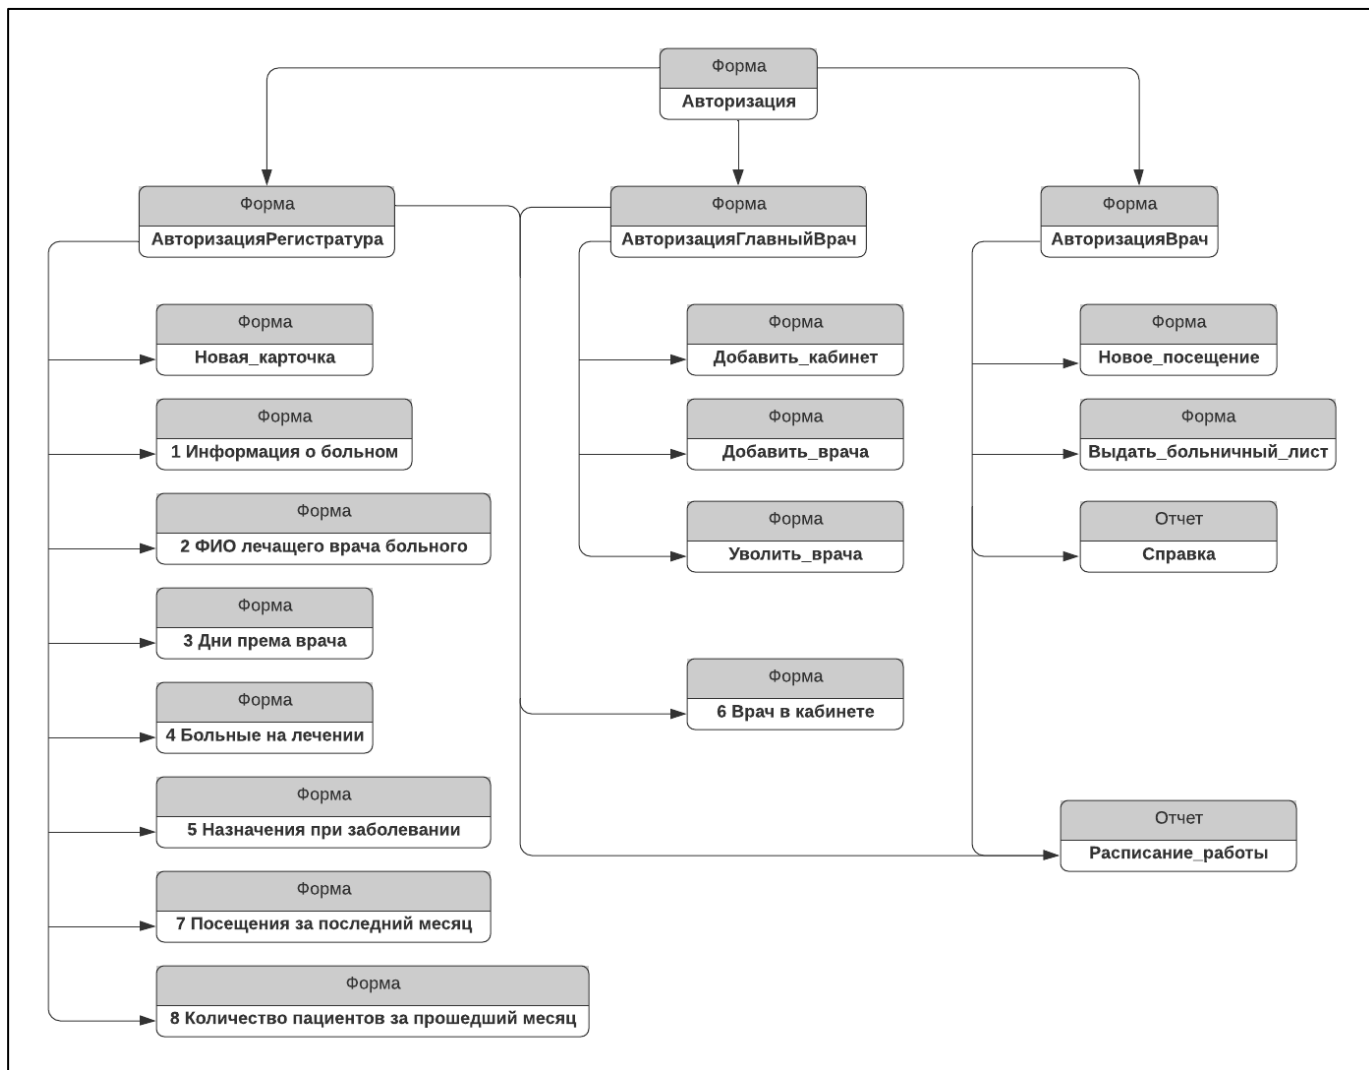 Форма
Авторизация
Форма
АвторизацияРегистратура
Форма
АвторизацияГлавныйВрач
Форма
АвторизацияВрач
Форма
Новая_карточка
Форма
1 Информация о больном
Форма
2 ФИО лечащего врача больного
Форма
3 Дни према врача
Форма
4 Больные на лечении
Форма
5 Назначения при заболевании
Форма
7 Посещения за последний месяц
Форма
8 Количество пациентов за прошедший месяц
Форма
Добавить_кабинет
Форма
Добавить_врача
Форма
Уволить_врача
Форма
6 Врач в кабинете
Форма
Новое_посещение
Форма
Выдать_больничный_лист
Отчет
Справка
Отчет
Расписание_работы